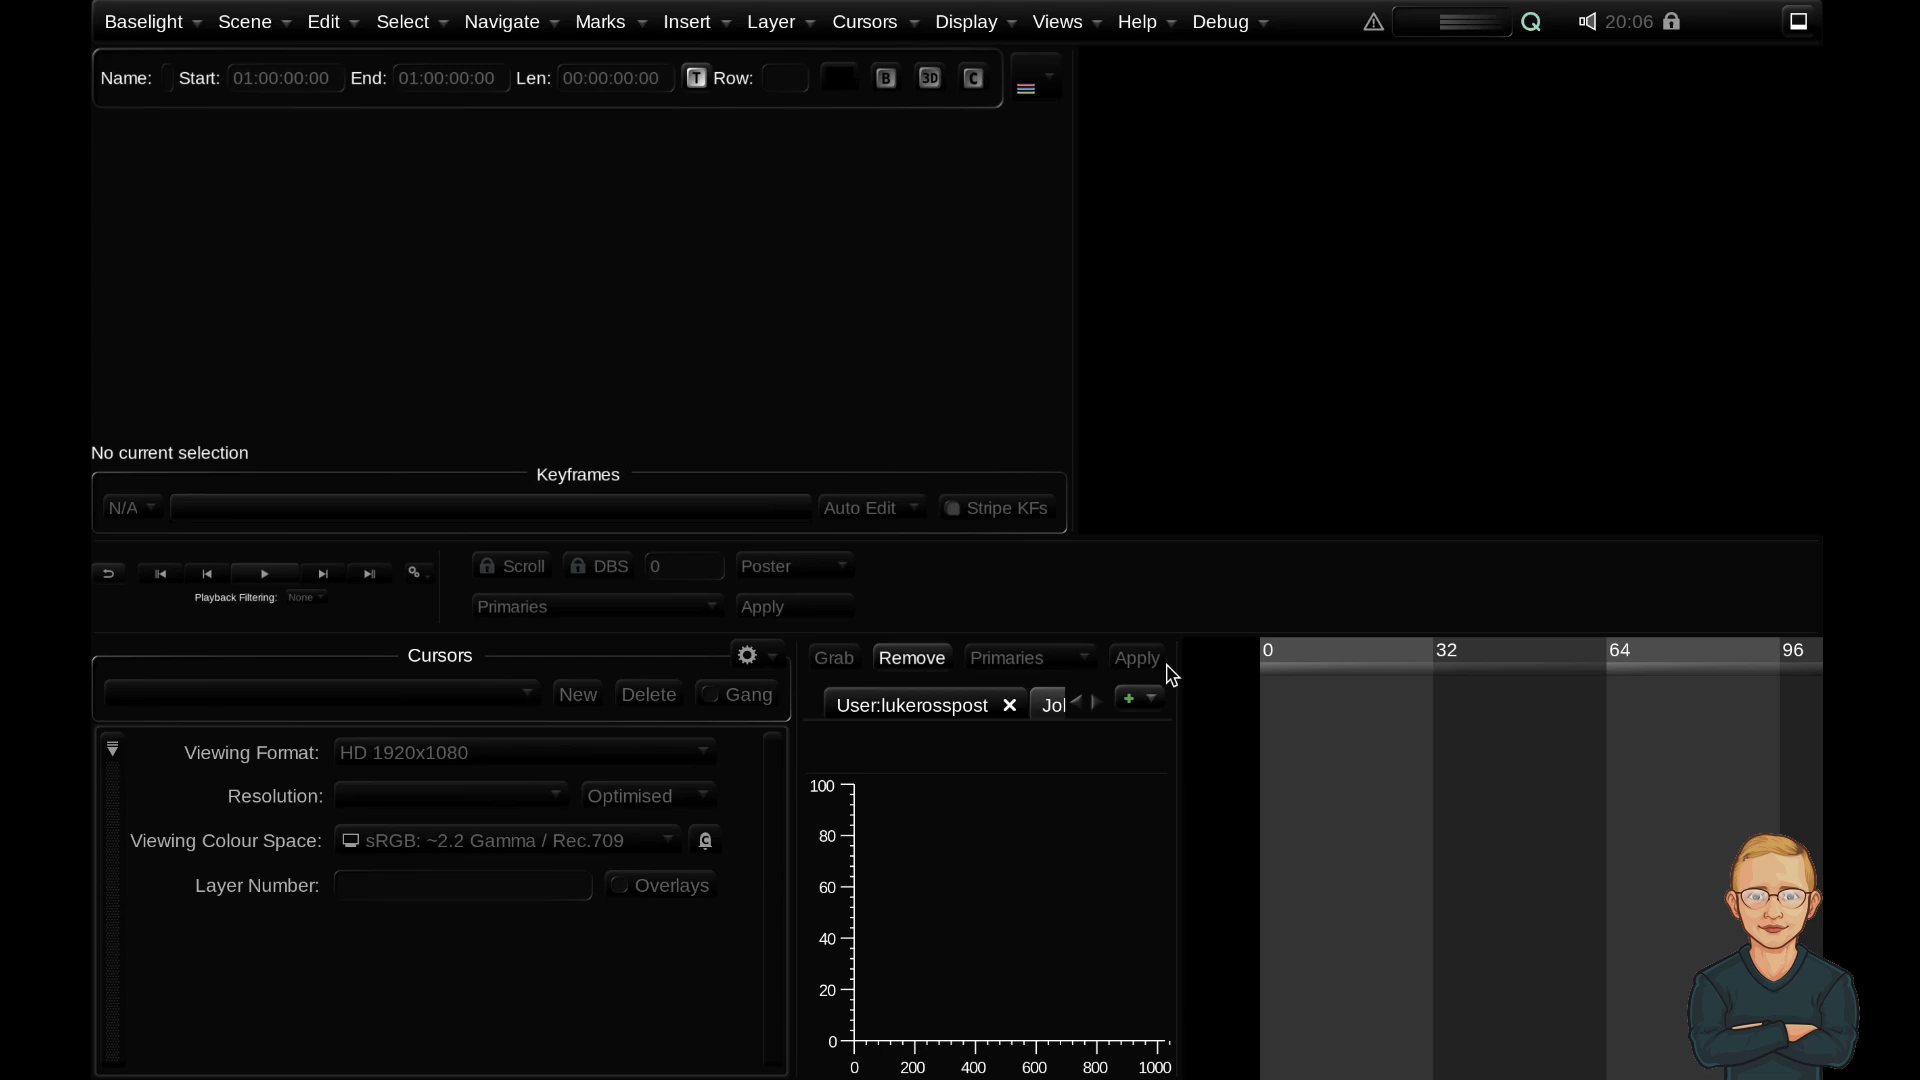 Baselight Scene Edit Select Navigate Marks Insert Layer Cursors Display Views Help Debug 20:06
Name: Start: 01:00:00:00 End: 01:00:00:00 Len: 00:00:00:00 T Row: B 3D C
No current selection
Keyframes
N/A Auto Edit Stripe KFs
Scroll DBS 0 Poster
Playback Filtering: None
Primaries Apply
Cursors
New Delete Gang
Viewing Format: HD 1920x1080
Resolution: Optimised
Viewing Colour Space: sRGB: ~2.2 Gamma / Rec.709
Layer Number: Overlays
Grab Remove Primaries Apply
User:lukerosspost Jol
100
80
60
40
20
0
0 200 400 600 800 1000
0 32 64 96